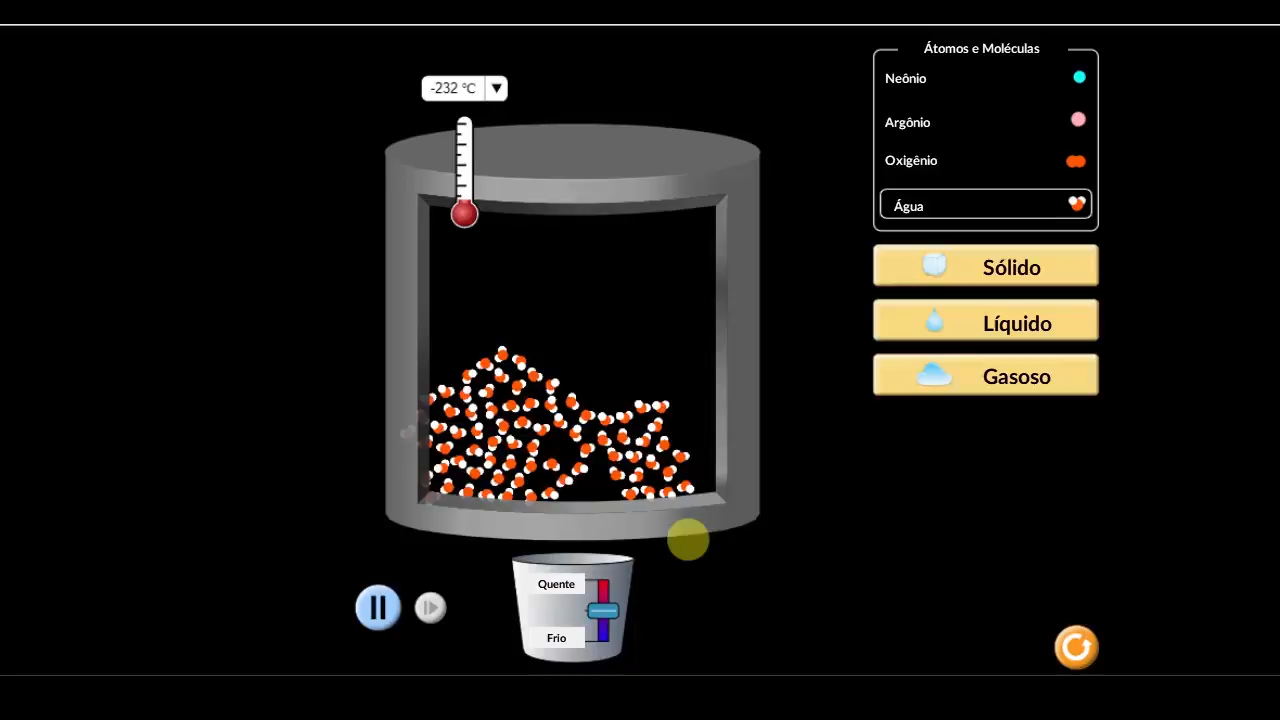 -232 °C
Átomos e Moléculas
Neônio
Argônio
Oxigênio
Água
Sólido
Líquido
Gasoso
Quente
Frio